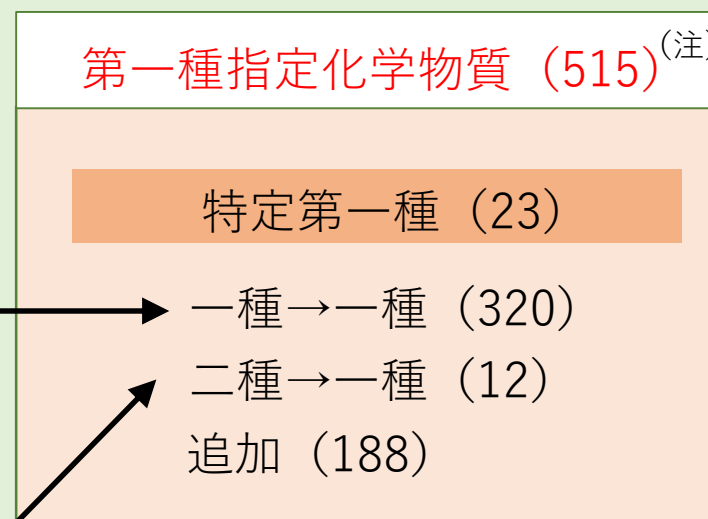 第一種指定化学物質（515）(注)
特定第一種（23）
一種→一種（320）
二種→一種（12）
追加（188）